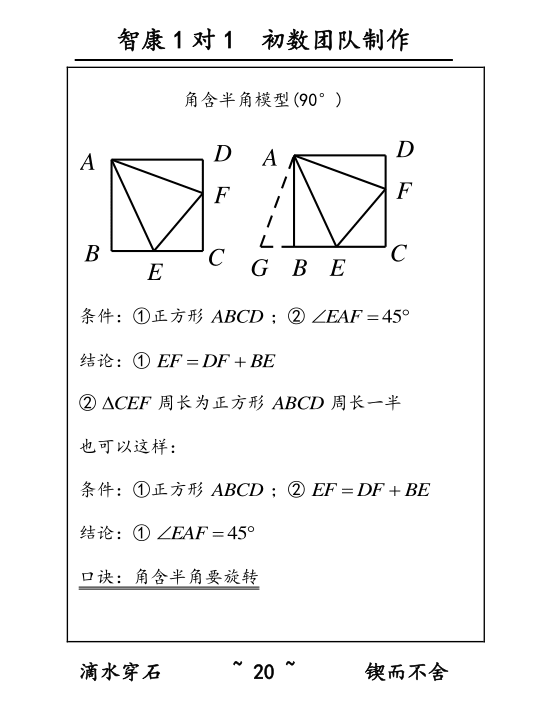 智康1对1 初数团队制作
角含半角模型(90°)
A D A D
F F
B E C G B E C
条件：①正方形 ABCD；② ∠EAF = 45°
结论：① EF = DF + BE
② ΔCEF 周长为正方形 ABCD 周长一半
也可以这样：
条件：①正方形 ABCD；② EF = DF + BE
结论：① ∠EAF = 45°
口诀：角含半角要旋转
滴水穿石 ~ 20 ~ 锲而不舍